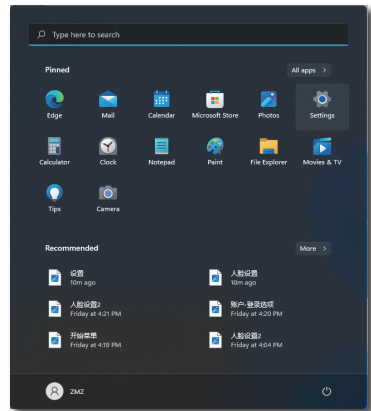 Type here to search
Pinned
All apps >
Edge
Mail
Calendar
Microsoft Store
Photos
Settings
Calculator
Clock
Notepad
Paint
File Explorer
Movies & TV
Tips
Camera
Recommended
More >
设置
10m ago
人脸设置
10m ago
人脸设置2
Friday at 4:21 PM
账户-登录选项
Friday at 4:20 PM
开始菜单
Friday at 4:19 PM
人脸设置2
Friday at 4:04 PM
ZMZ